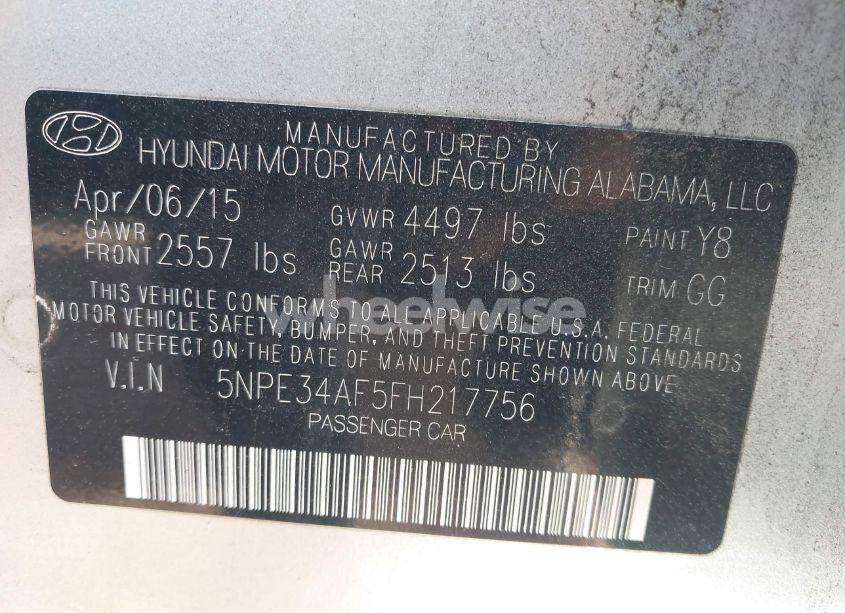 MANUFACTURED BY
HYUNDAI MOTOR MANUFACTURING ALABAMA, LLC
Apr/06/15 GVWR 4497 lbs PAINT Y8
GAWR FRONT 2557 lbs GAWR REAR 2513 lbs TRIM GG
THIS VEHICLE CONFORMS TO ALL APPLICABLE U.S.A. FEDERAL
MOTOR VEHICLE SAFETY, BUMPER, AND THEFT PREVENTION STANDARDS
IN EFFECT ON THE DATE OF MANUFACTURE SHOWN ABOVE
V.I.N 5NPE34AF5FH217756
PASSENGER CAR
wheelwise